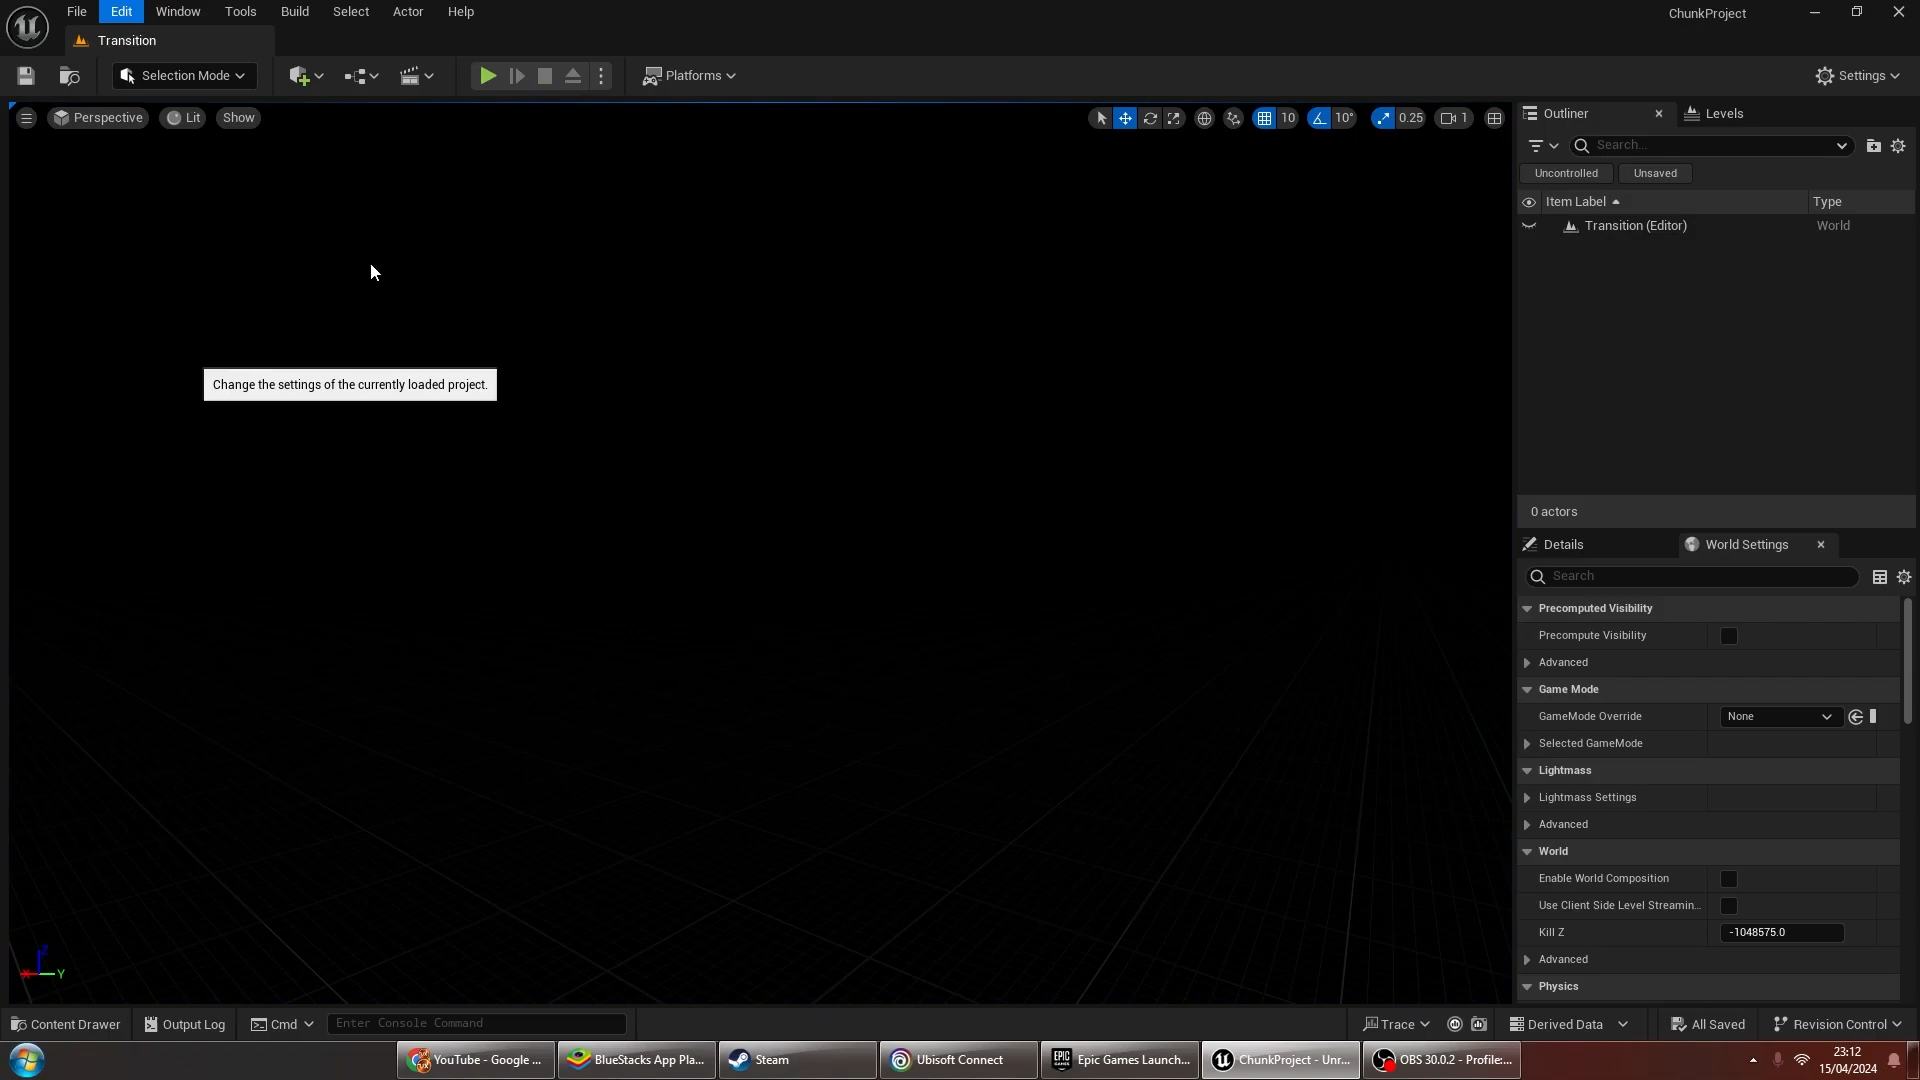 File Edit Window Tools Build Select Actor Help
ChunkProject
Transition
Selection Mode
Platforms
Settings
Perspective Lit Show
10 10° 0.25 1
Outliner Levels
Search...
Uncontrolled Unsaved
Item Label Type
Transition (Editor) World
Change the settings of the currently loaded project.
0 actors
Details World Settings
Search
Precomputed Visibility
Precompute Visibility
Advanced
Game Mode
GameMode Override None
Selected GameMode
Lightmass
Lightmass Settings
Advanced
World
Enable World Composition
Use Client Side Level Streamin...
Kill Z -1048575.0
Advanced
Physics
Z
X Y
Content Drawer Output Log Cmd Enter Console Command Trace Derived Data All Saved Revision Control
YouTube - Google ... BlueStacks App Pla... Steam Ubisoft Connect EPIC GAMES Epic Games Launch... ChunkProject - Unr... OBS 30.0.2 - Profile:...
23:12
15/04/2024